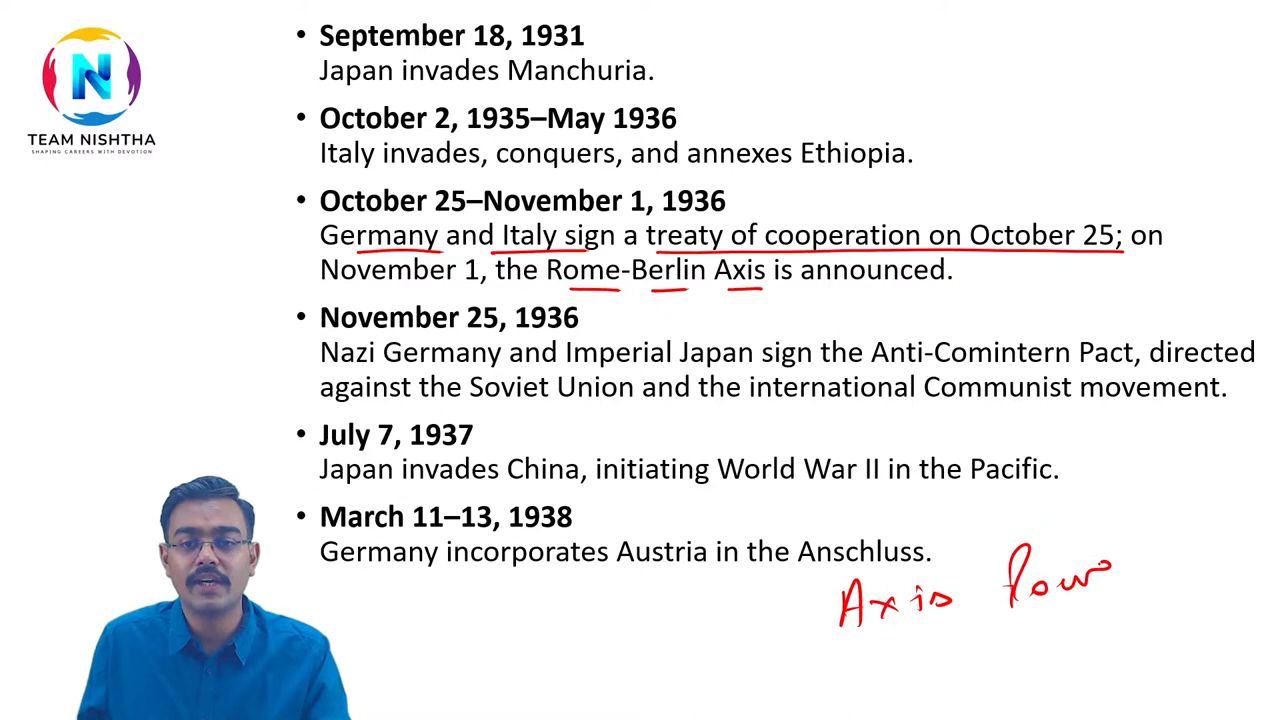 N
TEAM NISHTHA
SHAPING CAREERS WITH DEVOTION
• September 18, 1931
Japan invades Manchuria.
• October 2, 1935–May 1936
Italy invades, conquers, and annexes Ethiopia.
• October 25–November 1, 1936
Germany and Italy sign a treaty of cooperation on October 25; on
November 1, the Rome-Berlin Axis is announced.
• November 25, 1936
Nazi Germany and Imperial Japan sign the Anti-Comintern Pact, directed
against the Soviet Union and the international Communist movement.
• July 7, 1937
Japan invades China, initiating World War II in the Pacific.
• March 11–13, 1938
Germany incorporates Austria in the Anschluss.
Axis